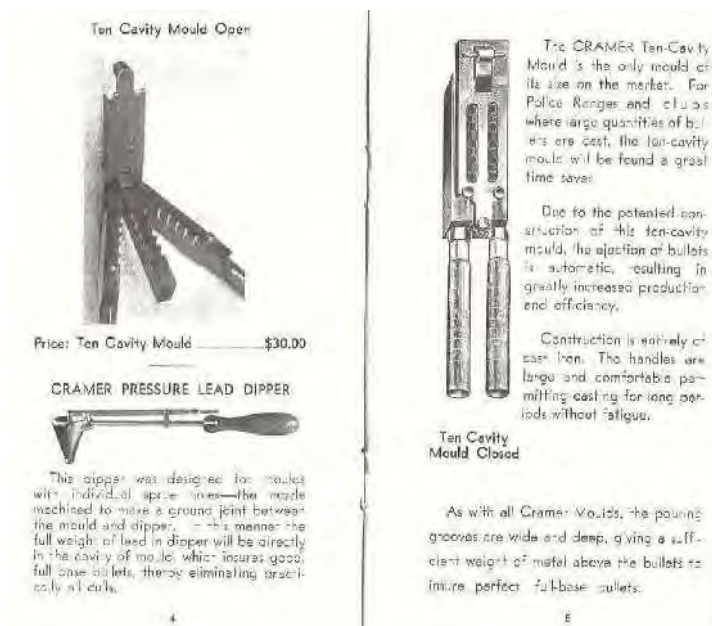 Ten Cavity Mould Open
Price: Ten Cavity Mould ............ $30.00
CRAMER PRESSURE LEAD DIPPER
This dipper was designed for moulds
with individual sprue holes—the nozzle
machined to make a ground joint between
the mould and dipper. In this manner the
full weight of lead in dipper will be directly
in the cavity of mould, which insures good,
full base bullets, thereby eliminating practi-
cally all culls.
4
The CRAMER Ten-Cavity
Mould is the only mould of
its size on the market. For
Police Ranges and clubs
where large quantities of bul-
lets are cast, the ten-cavity
mould will be found a great
time saver.
Due to the patented con-
struction of this ten-cavity
mould, the ejection of bullets
is automatic, resulting in
greatly increased production
and efficiency.
Construction is entirely of
cast iron. The handles are
large and comfortable per-
mitting casting for long per-
iods without fatigue.
Ten Cavity
Mould Closed
As with all Cramer Moulds, the pouring
grooves are wide and deep, giving a suffi-
cient weight of metal above the bullets to
insure perfect full-base bullets.
5